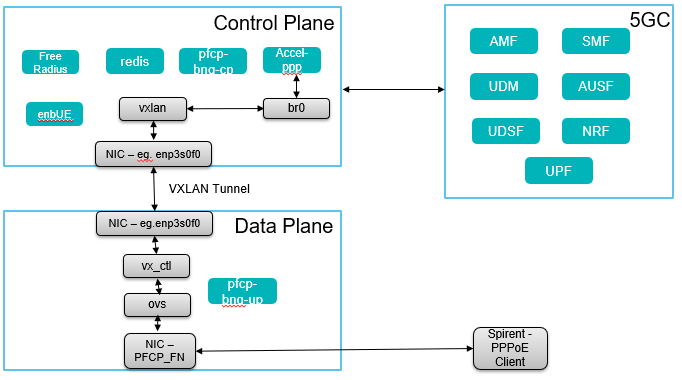 Control Plane
5GC
Free
Radius
redis
pfcp-
bng-cp
Accel-
ppp
AMF
SMF
enbUE
vxlan
br0
UDM
AUSF
UDSF
NRF
NIC – eg. enp3s0f0
UPF
VXLAN Tunnel
NIC – eg.enp3s0f0
Data Plane
vx_ctl
pfcp-
bng-up
ovs
NIC –
PFCP_FN
Spirent -
PPPoE
Client